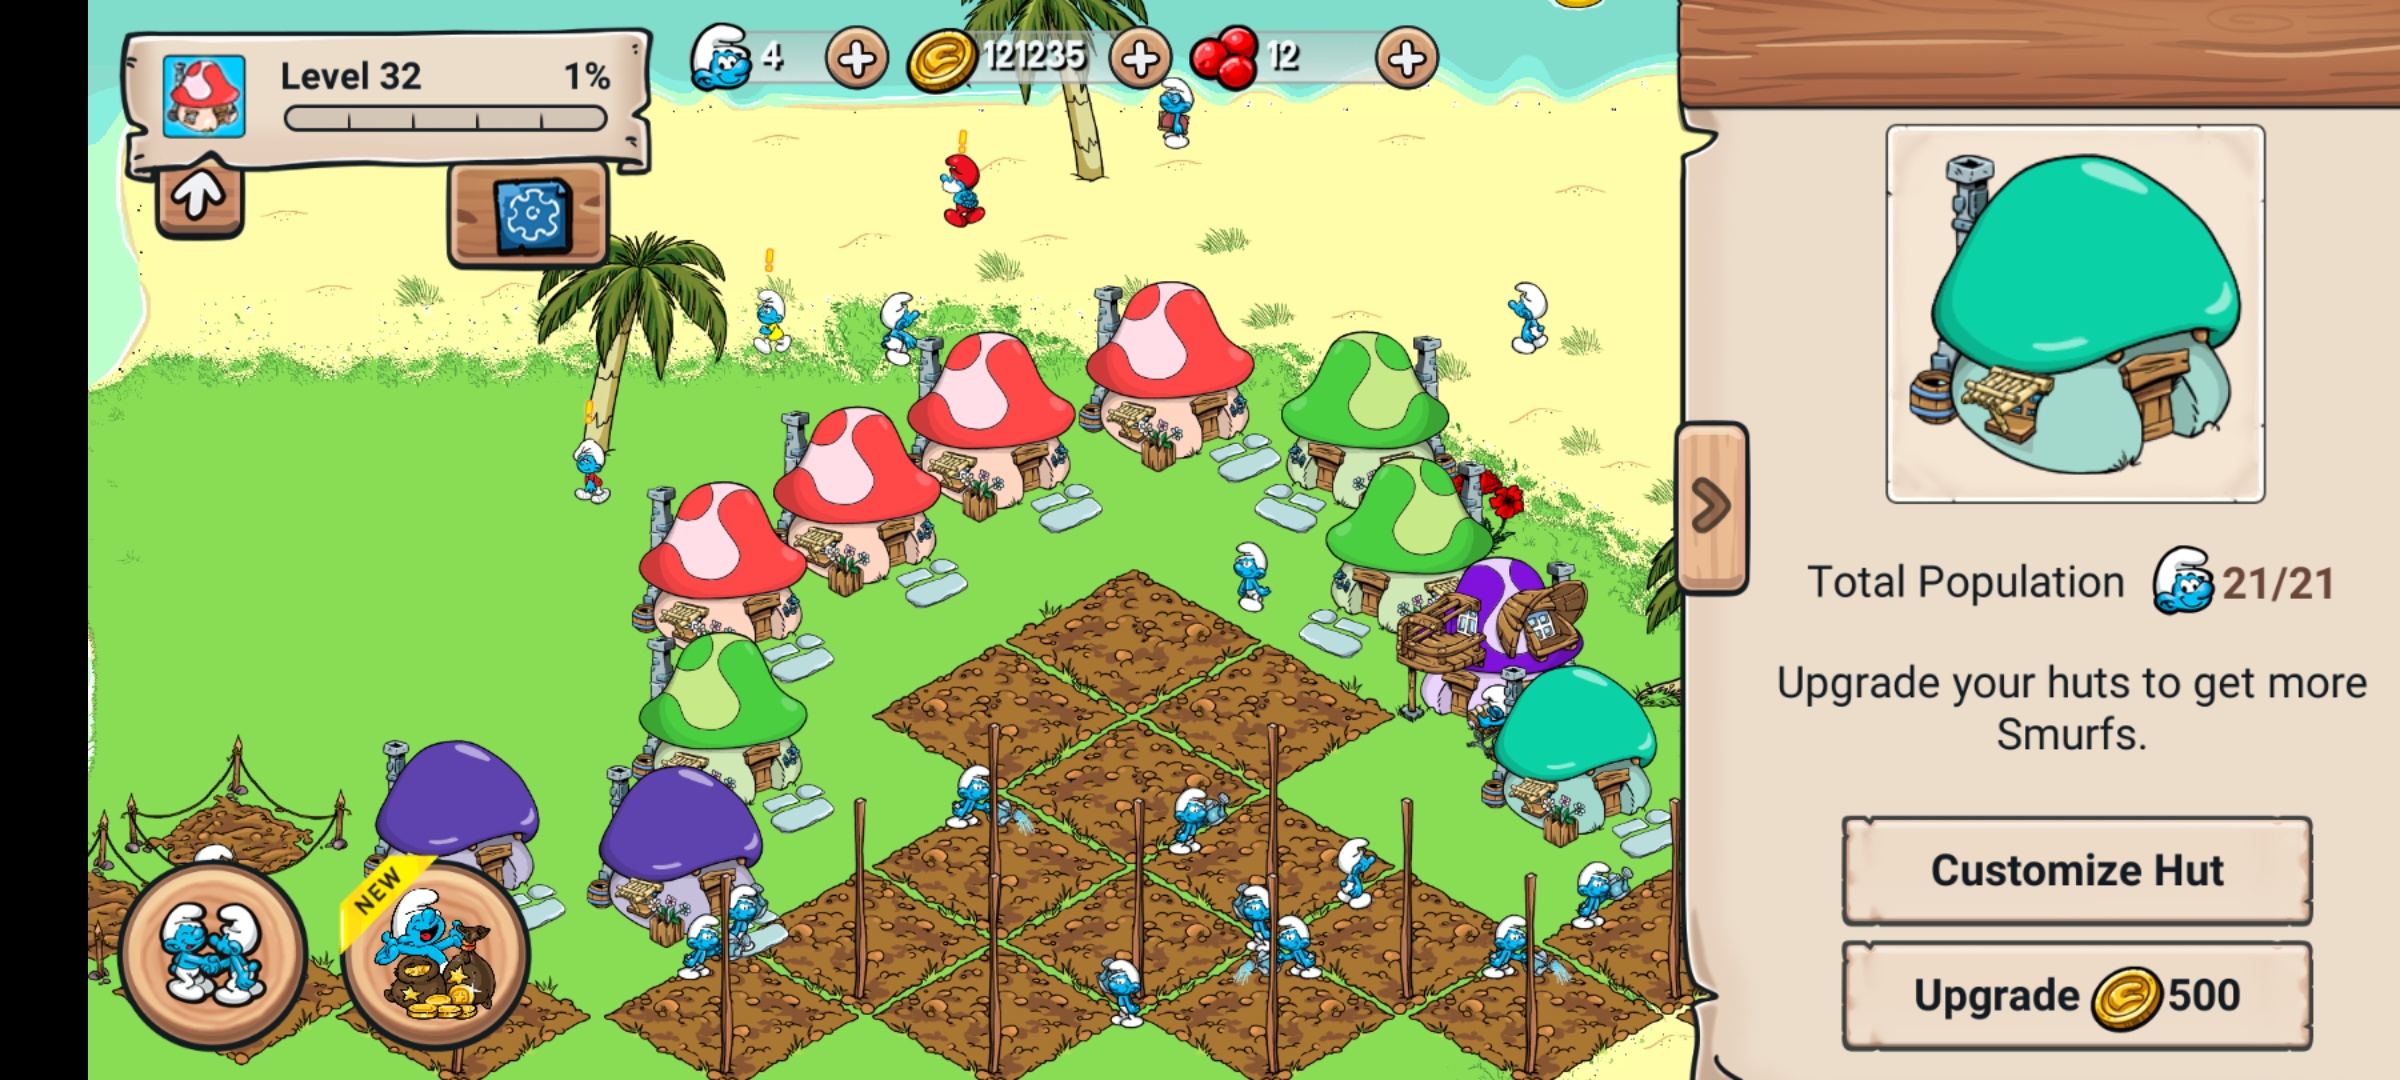 Level 32
1%
4
121235
12
Total Population
21/21
Upgrade your huts to get more
Smurfs.
NEW
Customize Hut
Upgrade 500